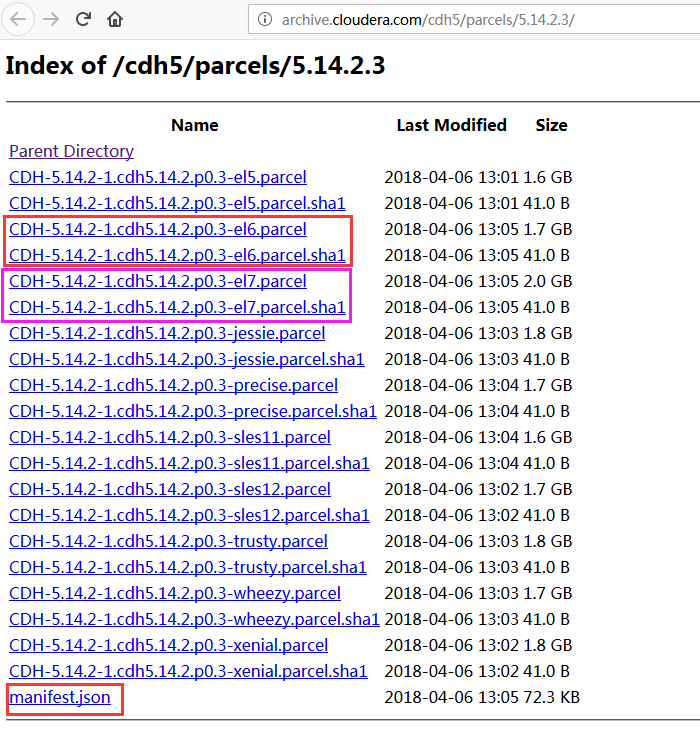 archive.cloudera.com/cdh5/parcels/5.14.2.3/
Index of /cdh5/parcels/5.14.2.3
Name Last Modified Size
Parent Directory
CDH-5.14.2-1.cdh5.14.2.p0.3-el5.parcel 2018-04-06 13:01 1.6 GB
CDH-5.14.2-1.cdh5.14.2.p0.3-el5.parcel.sha1 2018-04-06 13:01 41.0 B
CDH-5.14.2-1.cdh5.14.2.p0.3-el6.parcel 2018-04-06 13:05 1.7 GB
CDH-5.14.2-1.cdh5.14.2.p0.3-el6.parcel.sha1 2018-04-06 13:05 41.0 B
CDH-5.14.2-1.cdh5.14.2.p0.3-el7.parcel 2018-04-06 13:05 2.0 GB
CDH-5.14.2-1.cdh5.14.2.p0.3-el7.parcel.sha1 2018-04-06 13:05 41.0 B
CDH-5.14.2-1.cdh5.14.2.p0.3-jessie.parcel 2018-04-06 13:03 1.8 GB
CDH-5.14.2-1.cdh5.14.2.p0.3-jessie.parcel.sha1 2018-04-06 13:03 41.0 B
CDH-5.14.2-1.cdh5.14.2.p0.3-precise.parcel 2018-04-06 13:04 1.7 GB
CDH-5.14.2-1.cdh5.14.2.p0.3-precise.parcel.sha1 2018-04-06 13:04 41.0 B
CDH-5.14.2-1.cdh5.14.2.p0.3-sles11.parcel 2018-04-06 13:04 1.6 GB
CDH-5.14.2-1.cdh5.14.2.p0.3-sles11.parcel.sha1 2018-04-06 13:04 41.0 B
CDH-5.14.2-1.cdh5.14.2.p0.3-sles12.parcel 2018-04-06 13:02 1.7 GB
CDH-5.14.2-1.cdh5.14.2.p0.3-sles12.parcel.sha1 2018-04-06 13:02 41.0 B
CDH-5.14.2-1.cdh5.14.2.p0.3-trusty.parcel 2018-04-06 13:03 1.8 GB
CDH-5.14.2-1.cdh5.14.2.p0.3-trusty.parcel.sha1 2018-04-06 13:03 41.0 B
CDH-5.14.2-1.cdh5.14.2.p0.3-wheezy.parcel 2018-04-06 13:03 1.7 GB
CDH-5.14.2-1.cdh5.14.2.p0.3-wheezy.parcel.sha1 2018-04-06 13:03 41.0 B
CDH-5.14.2-1.cdh5.14.2.p0.3-xenial.parcel 2018-04-06 13:02 1.8 GB
CDH-5.14.2-1.cdh5.14.2.p0.3-xenial.parcel.sha1 2018-04-06 13:02 41.0 B
manifest.json 2018-04-06 13:05 72.3 KB